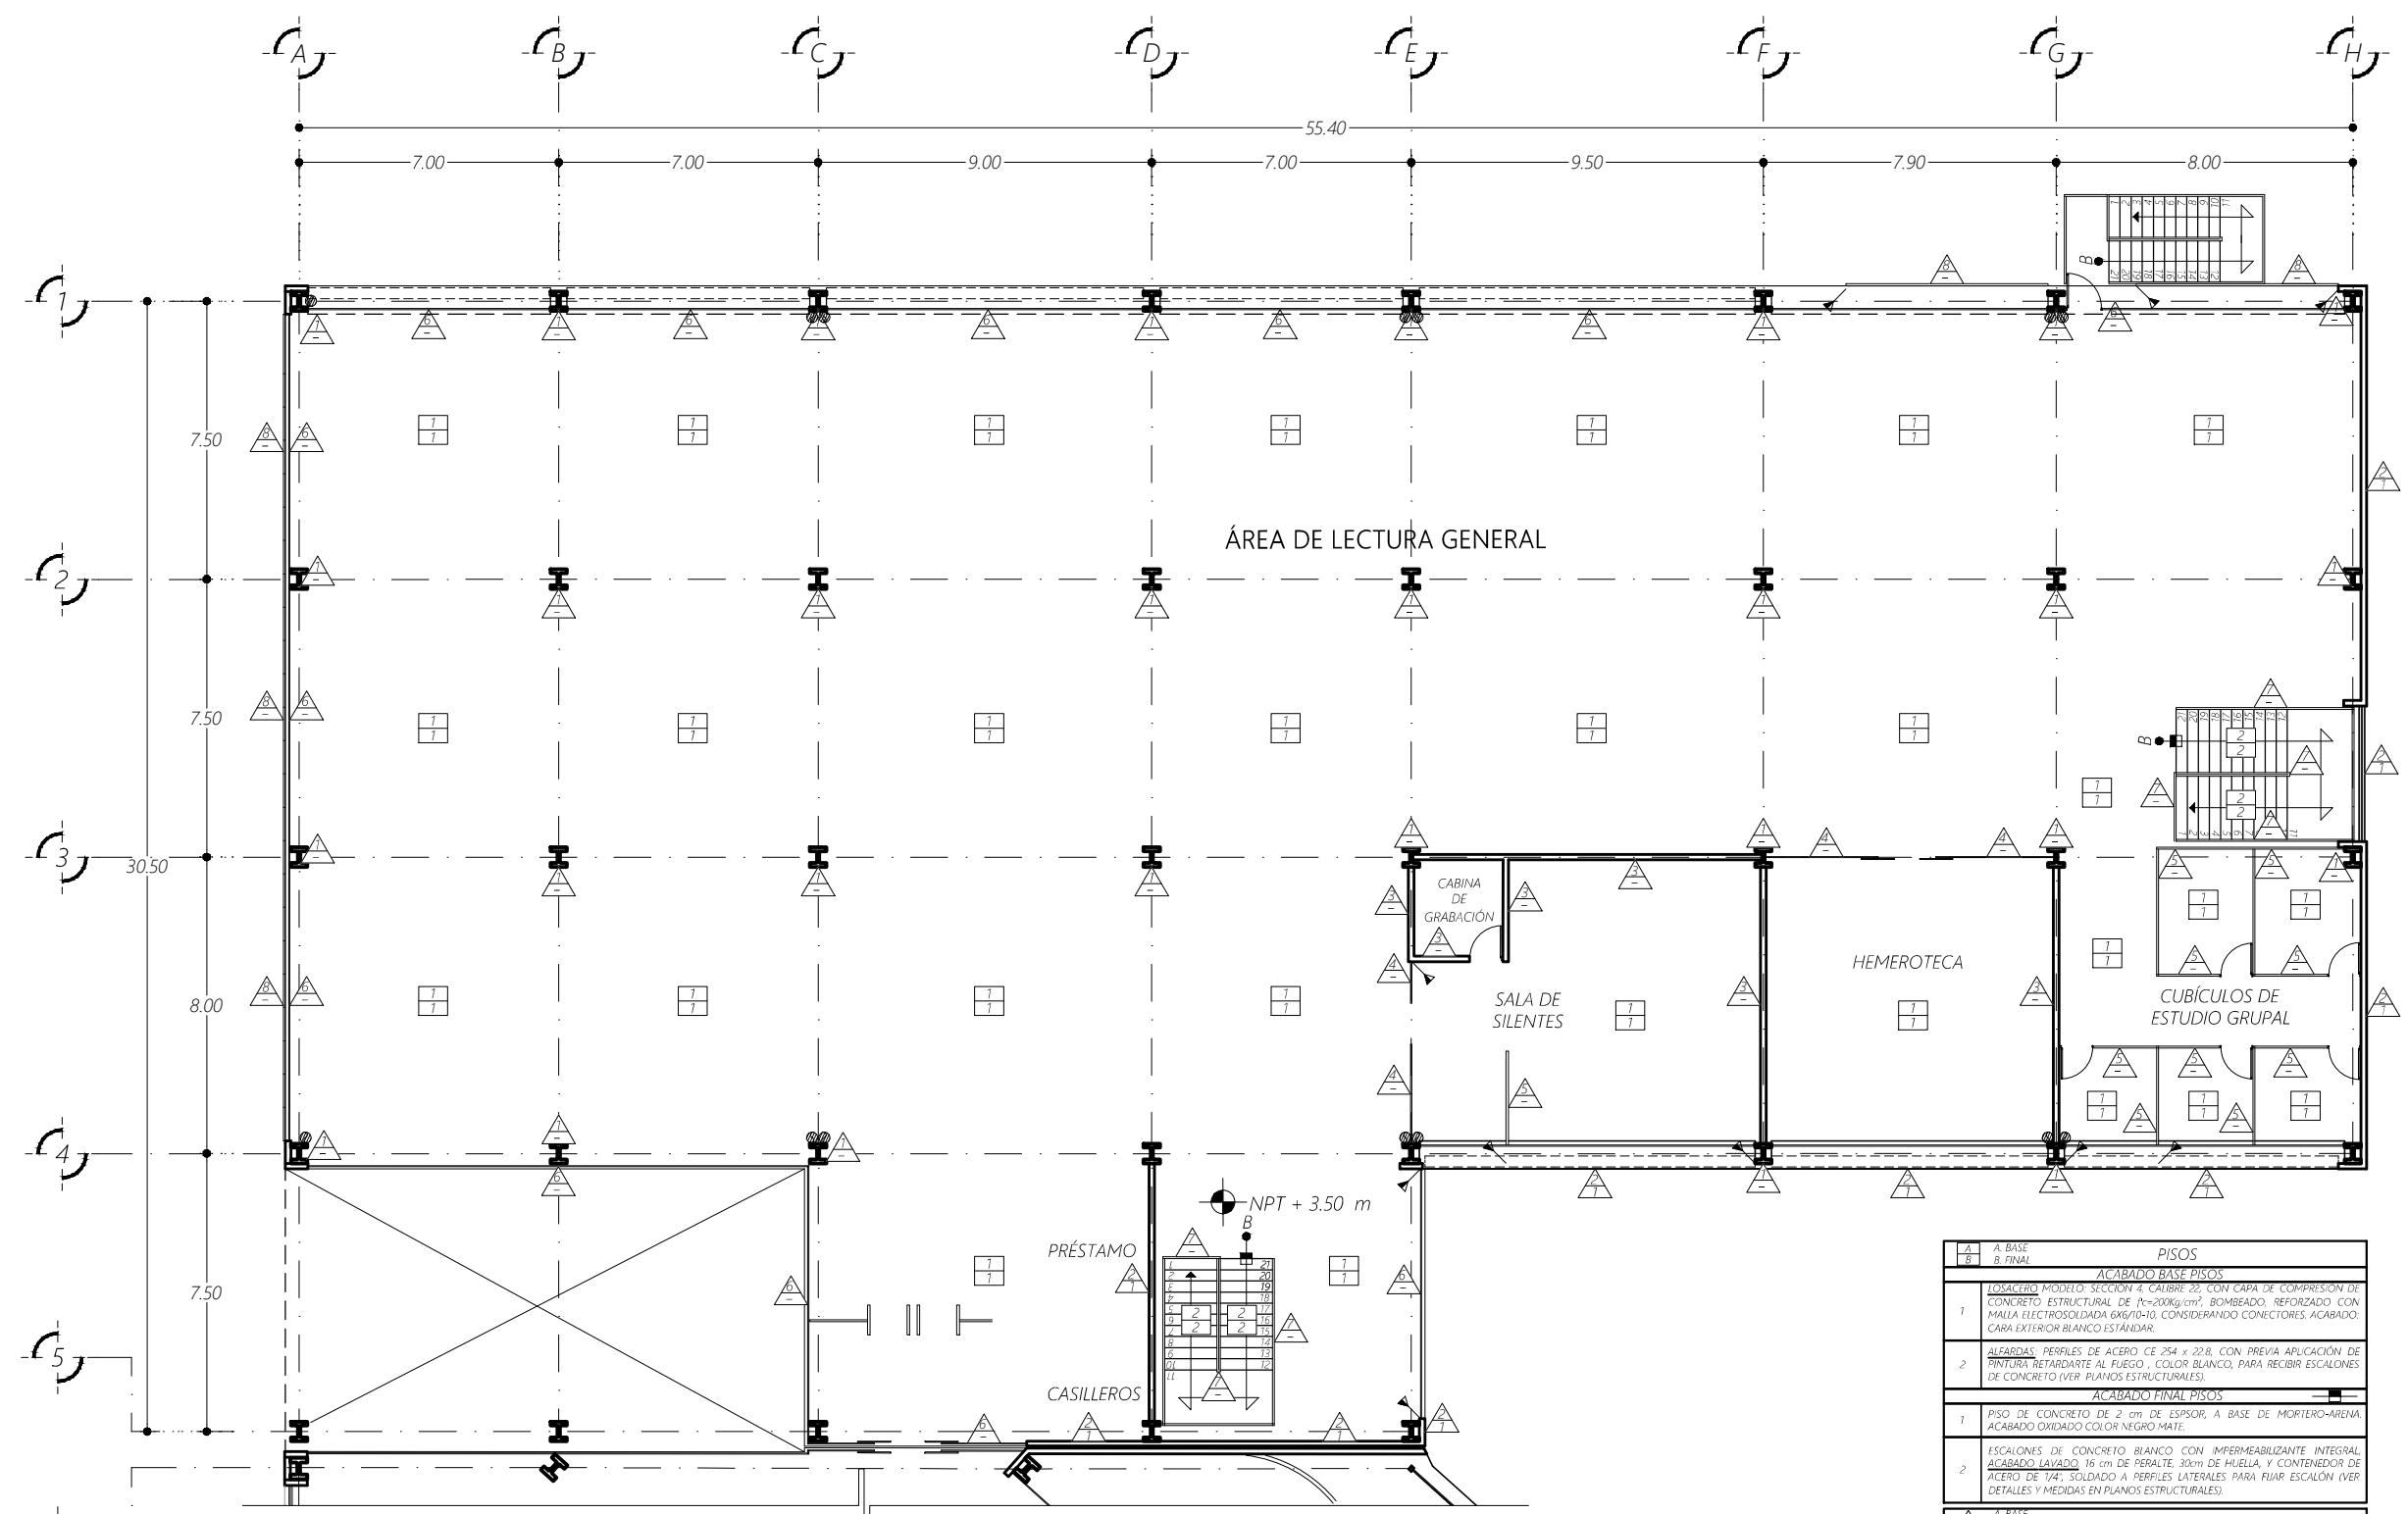 A B C D E F G H
55.40
7.00 7.00 9.00 7.00 9.50 7.90 8.00
1
2
3
4
5
7.50
7.50
30.50
8.00
7.50
B
ÁREA DE LECTURA GENERAL
B
CABINA
DE
GRABACIÓN
SALA DE
SILENTES
HEMEROTECA
CUBÍCULOS DE
ESTUDIO GRUPAL
NPT + 3.50 m
B
PRÉSTAMO
CASILLEROS
A A. BASE
B B. FINAL
PISOS
ACABADO BASE PISOS
1 LOSACERO MODELO: SECCIÓN 4, CALIBRE 22, CON CAPA DE COMPRESIÓN DE
CONCRETO ESTRUCTURAL DE f'c=200Kg/cm², BOMBEADO, REFORZADO CON
MALLA ELECTROSOLDADA 6X6/10-10, CONSIDERANDO CONECTORES. ACABADO:
CARA EXTERIOR BLANCO ESTÁNDAR.
2 ALFARDAS: PERFILES DE ACERO CE 254 x 22.8, CON PREVIA APLICACIÓN DE
PINTURA RETARDARTE AL FUEGO , COLOR BLANCO, PARA RECIBIR ESCALONES
DE CONCRETO (VER PLANOS ESTRUCTURALES).
ACABADO FINAL PISOS
1 PISO DE CONCRETO DE 2 cm DE ESPSOR, A BASE DE MORTERO-ARENA.
ACABADO OXIDADO COLOR NEGRO MATE.
2 ESCALONES DE CONCRETO BLANCO CON IMPERMEABILIZANTE INTEGRAL,
ACABADO LAVADO, 16 cm DE PERALTE, 30cm DE HUELLA, Y CONTENEDOR DE
ACERO DE 1/4", SOLDADO A PERFILES LATERALES PARA FIJAR ESCALÓN (VER
DETALLES Y MEDIDAS EN PLANOS ESTRUCTURALES).
A. BASE